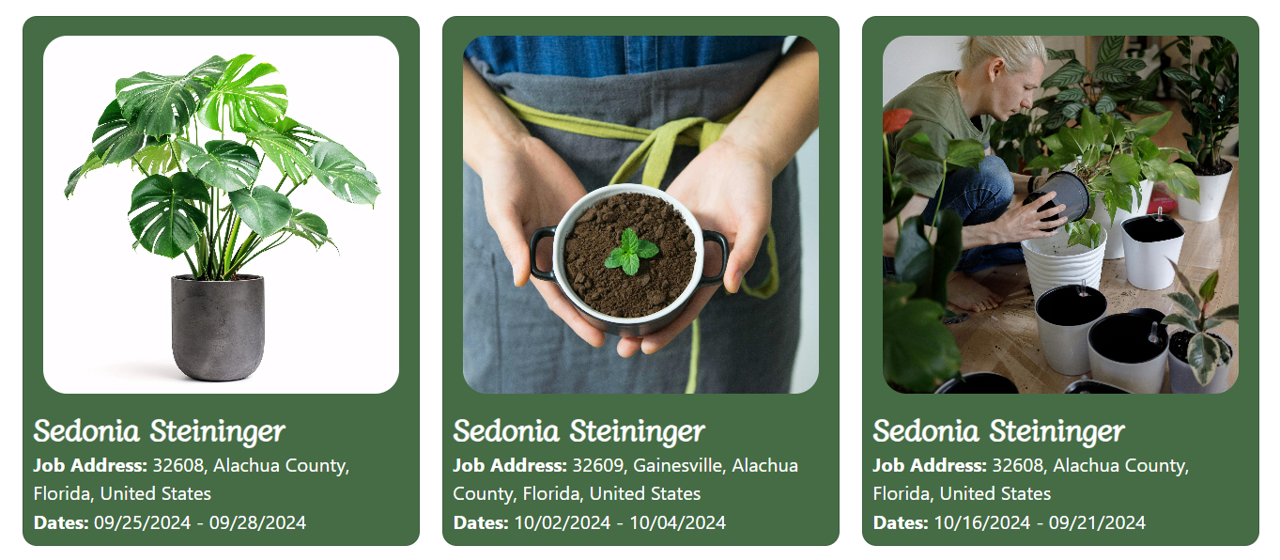 Sedonia Steininger
Job Address: 32608, Alachua County,
Florida, United States
Dates: 09/25/2024 - 09/28/2024
Sedonia Steininger
Job Address: 32609, Gainesville, Alachua
County, Florida, United States
Dates: 10/02/2024 - 10/04/2024
Sedonia Steininger
Job Address: 32608, Alachua County,
Florida, United States
Dates: 10/16/2024 - 09/21/2024